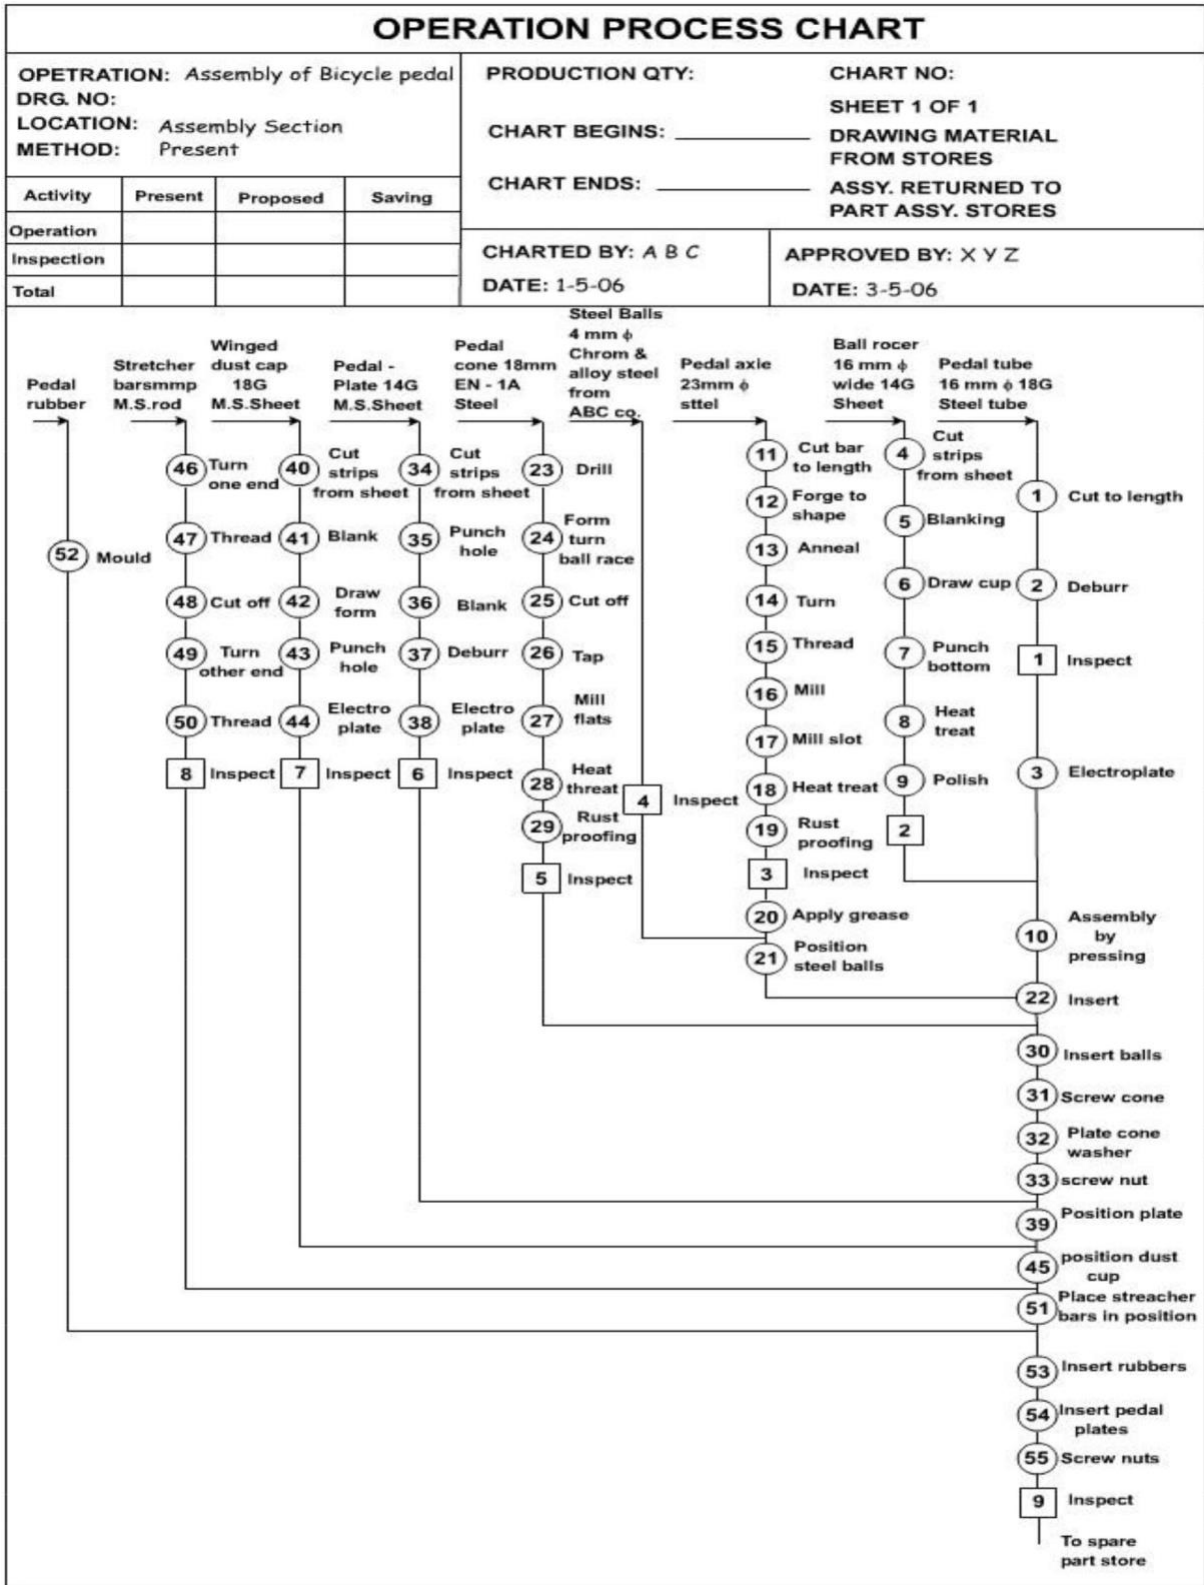 OPERATION PROCESS CHART
OPETRATION: Assembly of Bicycle pedal
DRG. NO:
LOCATION: Assembly Section
METHOD: Present
PRODUCTION QTY:
CHART BEGINS:
CHART ENDS:
CHART NO:
SHEET 1 OF 1
DRAWING MATERIAL
FROM STORES
ASSY. RETURNED TO
PART ASSY. STORES
Activity Present Proposed Saving
Operation
Inspection
Total
CHARTED BY: A B C
DATE: 1-5-06
APPROVED BY: X Y Z
DATE: 3-5-06
Pedal
rubber
Stretcher
barsmmp
M.S.rod
Winged
dust cap
18G
M.S.Sheet
Pedal -
Plate 14G
M.S.Sheet
Pedal
cone 18mm
EN - 1A
Steel
Steel Balls
4 mm ϕ
Chrom &
alloy steel
from
ABC co.
Pedal axie
23mm ϕ
sttel
Ball rocer
16 mm ϕ
wide 14G
Sheet
Pedal tube
16 mm ϕ 18G
Steel tube
52 Mould
46 Turn
one end
47 Thread
48 Cut off
49 Turn
other end
50 Thread
8 Inspect
40 Cut
strips
from sheet
41 Blank
42 Draw
form
43 Punch
hole
44 Electro
plate
7 Inspect
34 Cut
strips
from sheet
35 Punch
hole
36 Blank
37 Deburr
38 Electro
plate
6 Inspect
23 Drill
24 Form
turn
ball race
25 Cut off
26 Tap
27 Mill
flats
28 Heat
threat
29 Rust
proofing
5 Inspect
4 Inspect
11 Cut bar
to length
12 Forge to
shape
13 Anneal
14 Turn
15 Thread
16 Mill
17 Mill slot
18 Heat treat
19 Rust
proofing
3 Inspect
20 Apply grease
21 Position
steel balls
4 Cut
strips
from sheet
5 Blanking
6 Draw cup
7 Punch
bottom
8 Heat
treat
9 Polish
2
1 Cut to length
2 Deburr
1 Inspect
3 Electroplate
10 Assembly
by
pressing
22 Insert
30 Insert balls
31 Screw cone
32 Plate cone
washer
33 screw nut
39 Position plate
45 position dust
cup
51 Place streacher
bars in position
53 Insert rubbers
54 Insert pedal
plates
55 Screw nuts
9 Inspect
To spare
part store